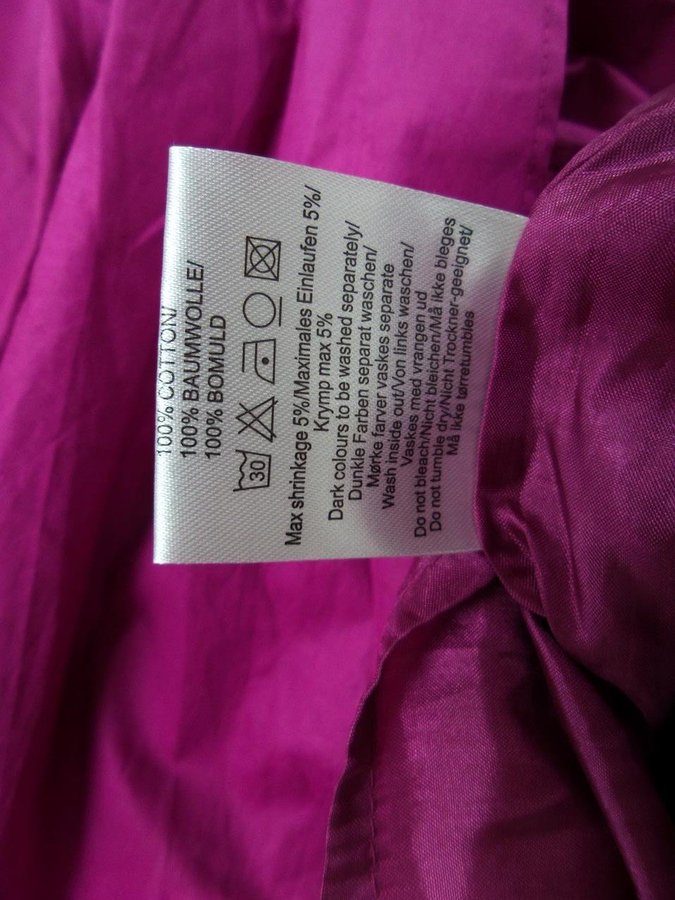 100% COTTON/
100% BAUMWOLLE/
100% BOMULD
30
Max shrinkage 5%/Maximales Einlaufen 5%/
Krymp max 5%
Dark colours to be washed separately/
Dunkle Farben separat waschen/
Mørke farver vaskes separate
Wash inside out/Von links waschen/
Vaskes med vrangen ud
Do not bleach/Nicht bleichen/Må ikke bleges
Do not tumble dry/Nicht Trockner-geeignet/
Må ikke tørretumbles